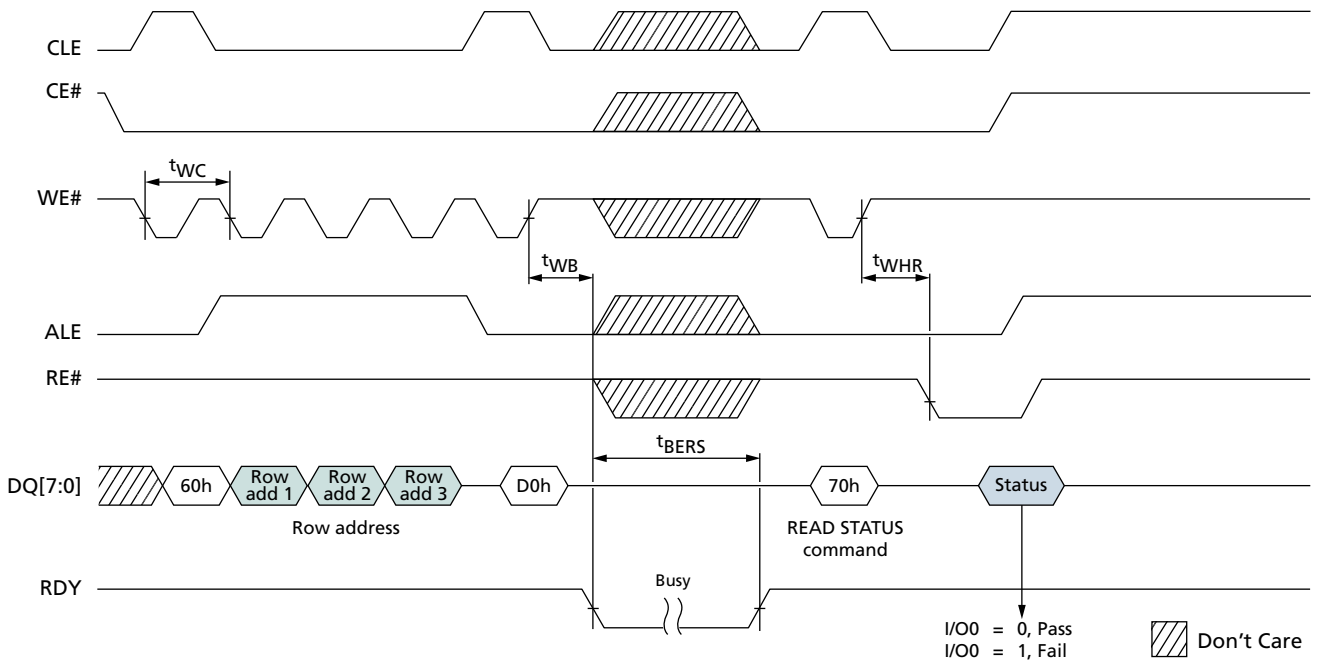 CLE
CE#
tWC
WE#
tWB
tWHR
ALE
RE#
tBERS
DQ[7:0]
60h
Row
add 1
Row
add 2
Row
add 3
D0h
70h
Status
Row address
READ STATUS
command
RDY
Busy
I/O0 = 0, Pass
I/O0 = 1, Fail
Don't Care